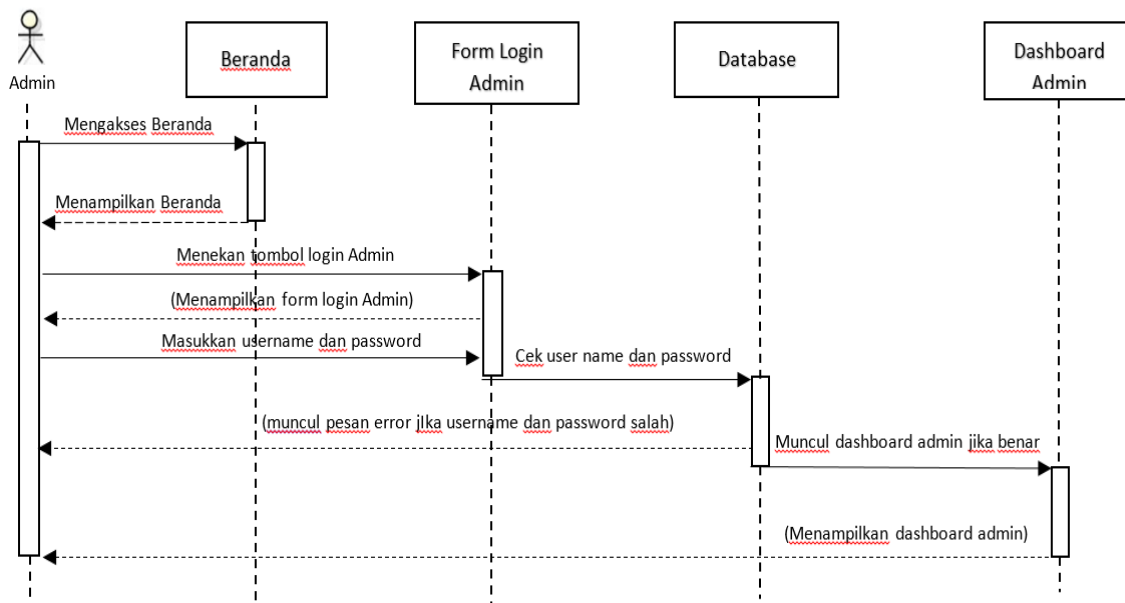 Admin
Beranda
Form Login
Admin
Database
Dashboard
Admin
Mengakses Beranda
Menampilkan Beranda
Menekan tombol login Admin
(Menampilkan form login Admin)
Masukkan username dan password
Cek user name dan password
(muncul pesan error jIka username dan password salah)
Muncul dashboard admin jika benar
(Menampilkan dashboard admin)